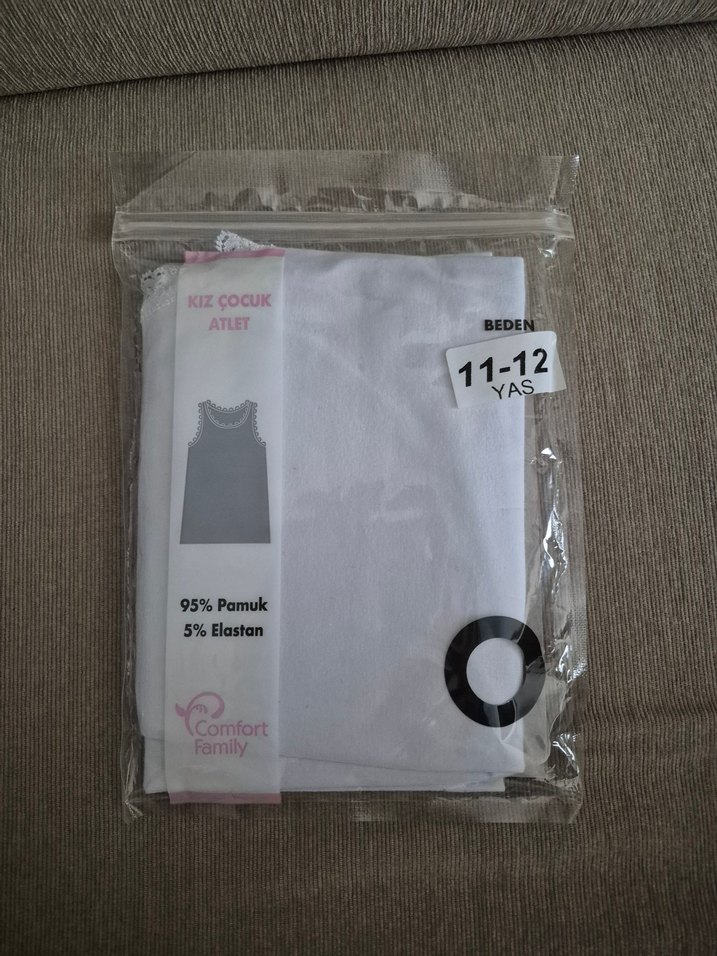 KIZ ÇOCUK
ATLET
BEDEN
11-12
YAS
95% Pamuk
5% Elastan
Comfort
Family